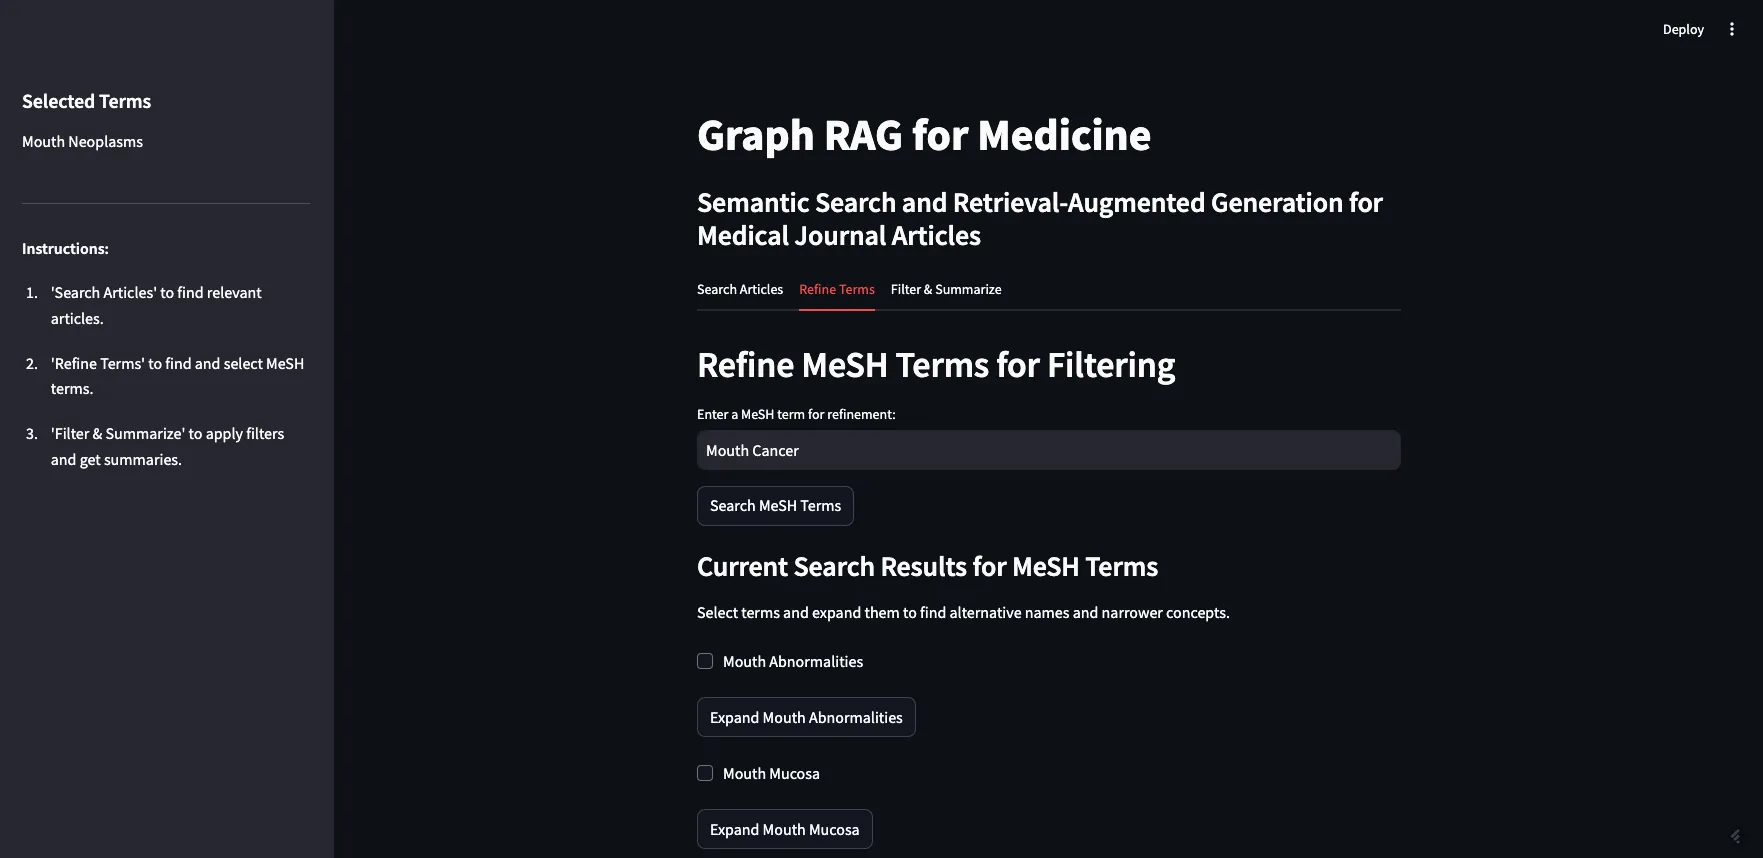 Deploy
Selected Terms
Mouth Neoplasms
Instructions:
1. 'Search Articles' to find relevant
articles.
2. 'Refine Terms' to find and select MeSH
terms.
3. 'Filter & Summarize' to apply filters
and get summaries.
Graph RAG for Medicine
Semantic Search and Retrieval-Augmented Generation for
Medical Journal Articles
Search Articles Refine Terms Filter & Summarize
Refine MeSH Terms for Filtering
Enter a MeSH term for refinement:
Mouth Cancer
Search MeSH Terms
Current Search Results for MeSH Terms
Select terms and expand them to find alternative names and narrower concepts.
Mouth Abnormalities
Expand Mouth Abnormalities
Mouth Mucosa
Expand Mouth Mucosa